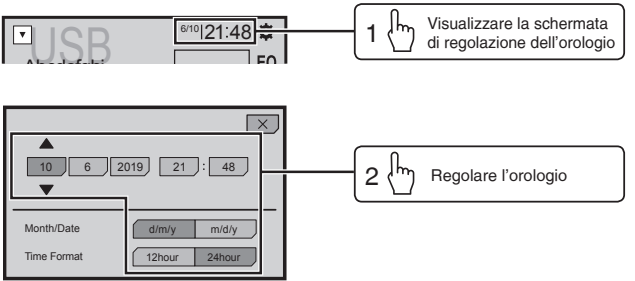 USB
6/10 21:48
1 Visualizzare la schermata
di regolazione dell'orologio
10 6 2019 21 : 48
2 Regolare l'orologio
Month/Date d/m/y m/d/y
Time Format 12hour 24hour